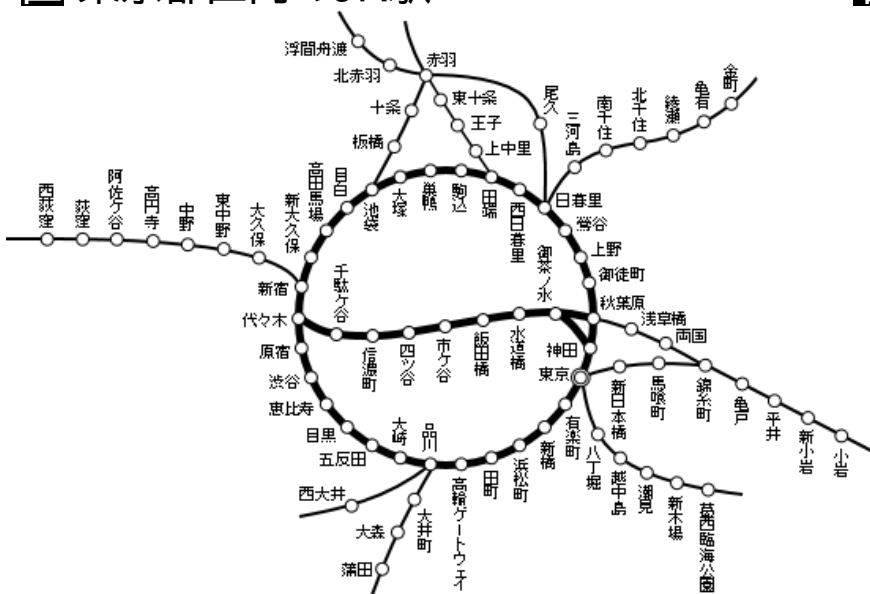 浮間舟渡
北赤羽
赤羽
十条
板橋
東十条
王子
上中里
尾久
三河島
南千住
北千住
綾瀬
亀有
金町
西荻窪
荻窪
阿佐ケ谷
高円寺
中野
東中野
大久保
新大久保
高田馬場
目白
池袋
大塚
巣鴨
駒込
田端
西日暮里
日暮里
鶯谷
上野
御徒町
秋葉原
新宿
代々木
千駄ケ谷
信濃町
四ツ谷
市ケ谷
飯田橋
水道橋
御茶ノ水
神田
東京
浅草橋
両国
錦糸町
亀戸
平井
新小岩
小岩
新日本橋
馬喰町
原宿
渋谷
恵比寿
目黒
五反田
大崎
品川
高輪ゲートウェイ
田町
浜松町
新橋
有楽町
八丁堀
越中島
潮見
新木場
葛西臨海公園
西大井
大井町
大森
蒲田